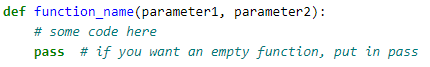 def function_name(parameter1, parameter2):
    # some code here
    pass  # if you want an empty function, put in pass